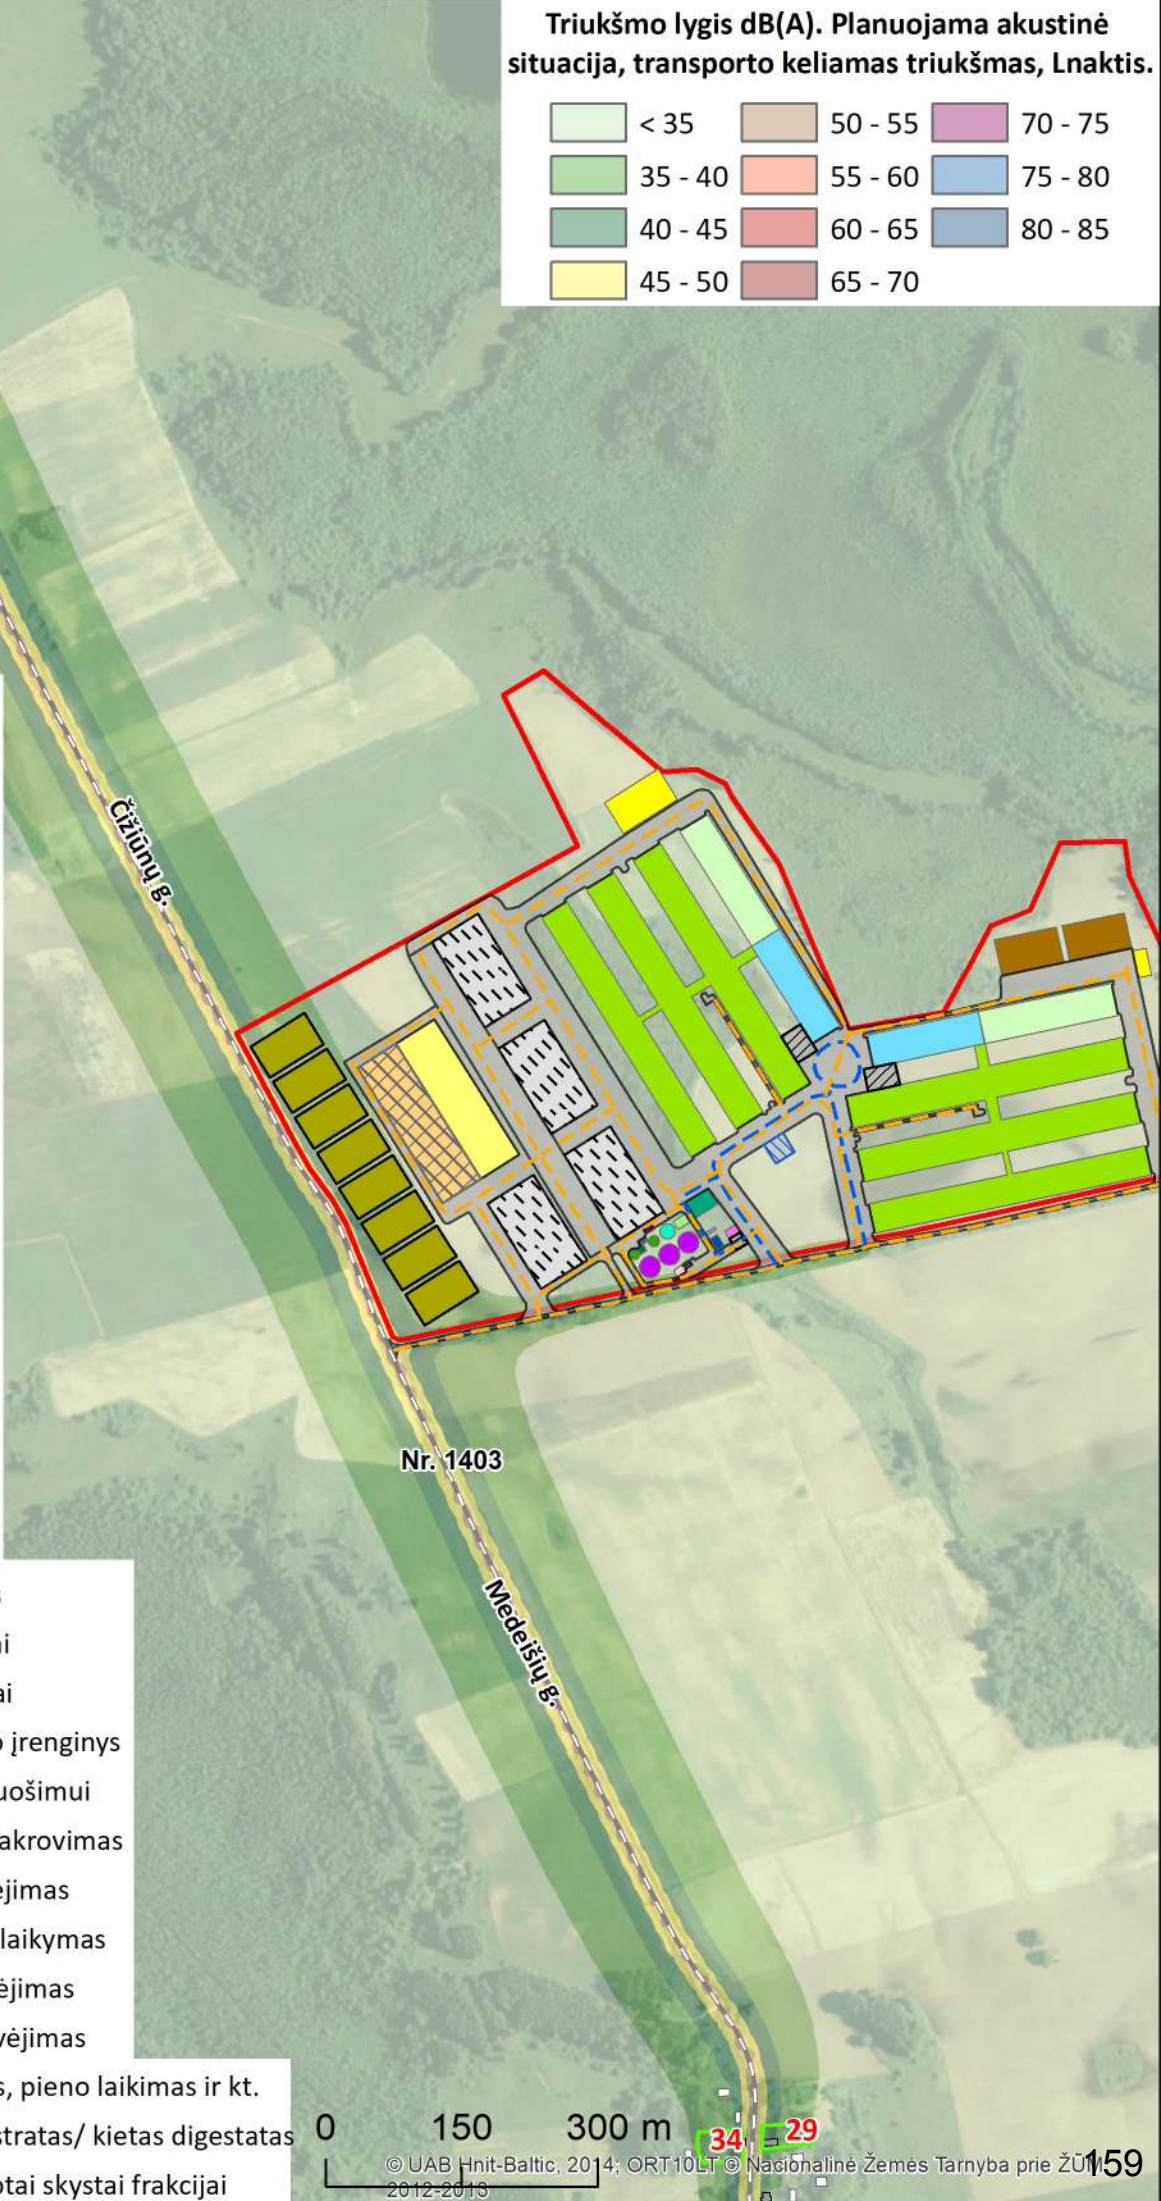 Triukšmo lygis dB(A). Planuojama akustinė
situacija, transporto keliamas triukšmas, Lnaktis.
< 35
35 - 40
40 - 45
45 - 50
50 - 55
55 - 60
60 - 65
65 - 70
70 - 75
75 - 80
80 - 85
Čižiūnų g.
Nr. 1403
Medeišių g.
s
ni
ai
o įrenginys
uošimui
akrovimas
ėjimas
laikymas
ėjimas
vėjimas
s, pieno laikimas ir kt.
stratas/ kietas digestatas
otai skystai frakcijai
0 150 300 m
34
29
© UAB Hnit-Baltic, 2014; ORT10LT © Nacionalinė Žemės Tarnyba prie ŽŪM
2012-2013
159